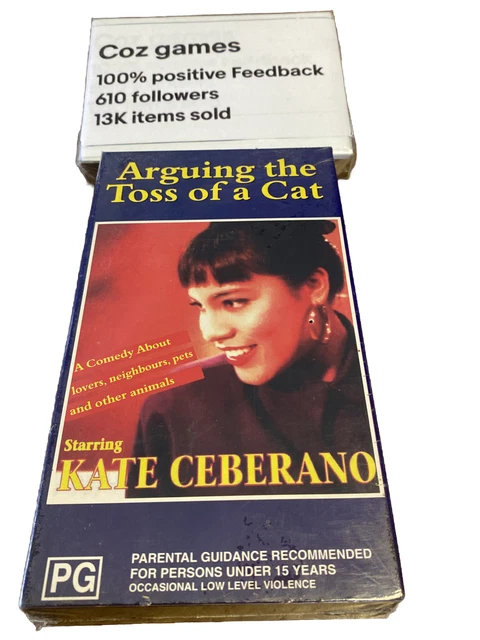 Coz games
100% positive Feedback
610 followers
13K items sold
Arguing the
Toss of a Cat
A Comedy About
lovers, neighbours, pets
and other animals
Starring
KATE CEBERANO
PG
PARENTAL GUIDANCE RECOMMENDED
FOR PERSONS UNDER 15 YEARS
OCCASIONAL LOW LEVEL VIOLENCE